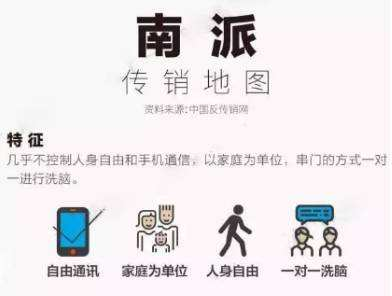 南派
传销地图
资料来源:中国反传销网
特征
几乎不控制人身自由和手机通信，以家庭为单位，串门的方式一对
一进行洗脑。
自由通讯 家庭为单位 人身自由 一对一洗脑